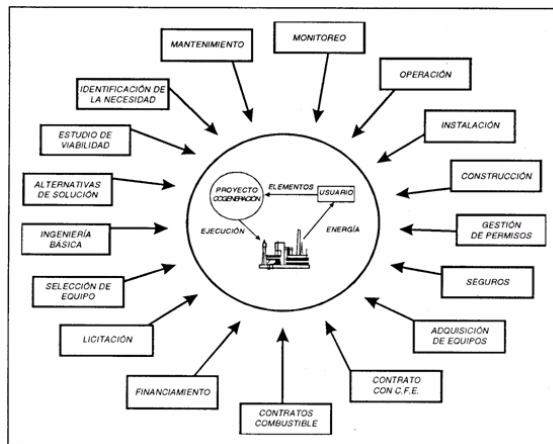 MONITOREO
MANTENIMIENTO
OPERACIÓN
IDENTIFICACIÓN DE
LA NECESIDAD
INSTALACIÓN
ESTUDIO DE
VIABILIDAD
CONSTRUCCIÓN
ALTERNATIVAS
DE SOLUCIÓN
PROYECTO
COGENERACIÓN
ELEMENTOS
USUARIO
EJECUCIÓN
ENERGÍA
INGENIERÍA
BÁSICA
GESTIÓN
DE PERMISOS
SELECCIÓN
DE EQUIPO
SEGUROS
LICITACIÓN
ADQUISICIÓN
DE EQUIPOS
FINANCIAMIENTO
CONTRATO
CON C.F.E.
CONTRATOS
COMBUSTIBLE